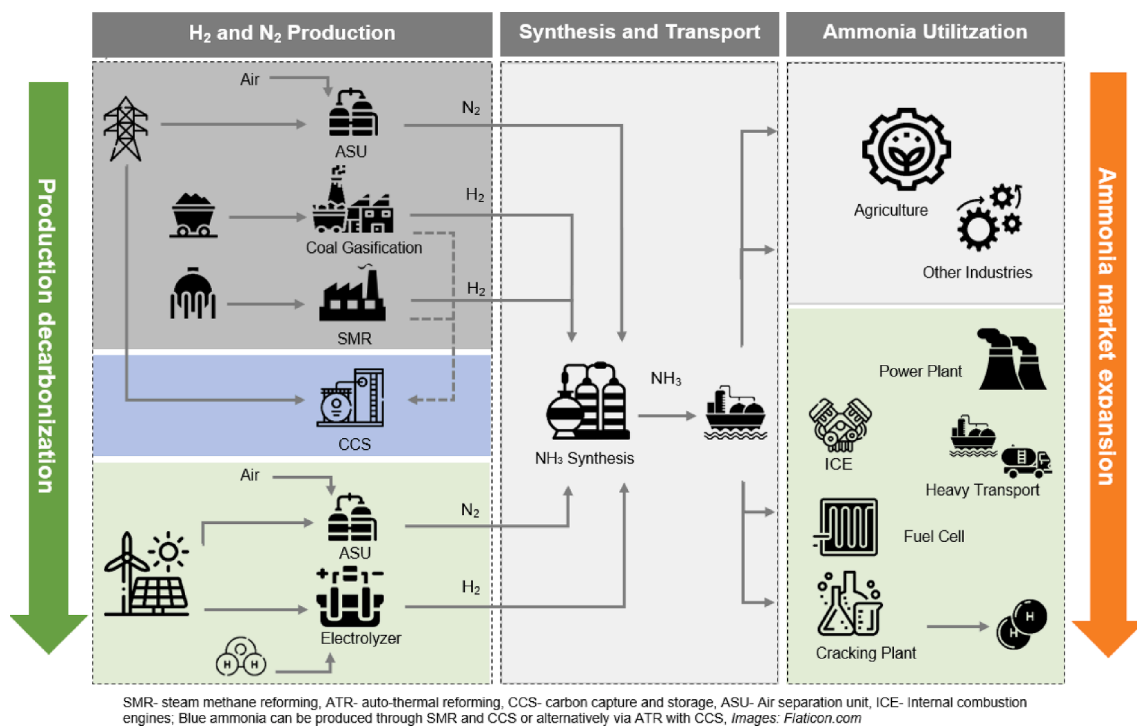 H₂ and N₂ Production
Synthesis and Transport
Ammonia Utilitzation
Production decarbonization
Air
N₂
ASU
H₂
Coal Gasification
H₂
SMR
CCS
Air
N₂
ASU
H₂
Electrolyzer
H H
NH₃
NH₃ Synthesis
Agriculture
Other Industries
Power Plant
ICE
Heavy Transport
Fuel Cell
Cracking Plant
H
H
Ammonia market expansion
SMR- steam methane reforming, ATR- auto-thermal reforming, CCS- carbon capture and storage, ASU- Air separation unit, ICE- Internal combustion
engines; Blue ammonia can be produced through SMR and CCS or alternatively via ATR with CCS, Images: Flaticon.com